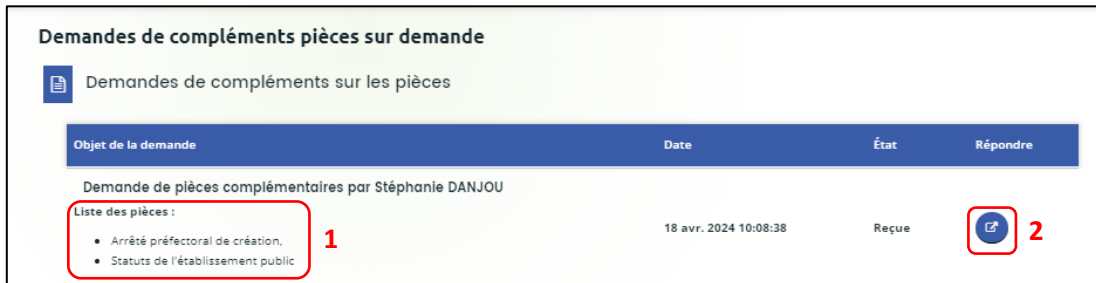 Demandes de compléments pièces sur demande
Demandes de compléments sur les pièces
Objet de la demande Date État Répondre
Demande de pièces complémentaires par Stéphanie DANJOU
Liste des pièces :
18 avr. 2024 10:08:38 Reçue 2
1
• Arrêté préfectoral de création,
• Statuts de l'établissement public